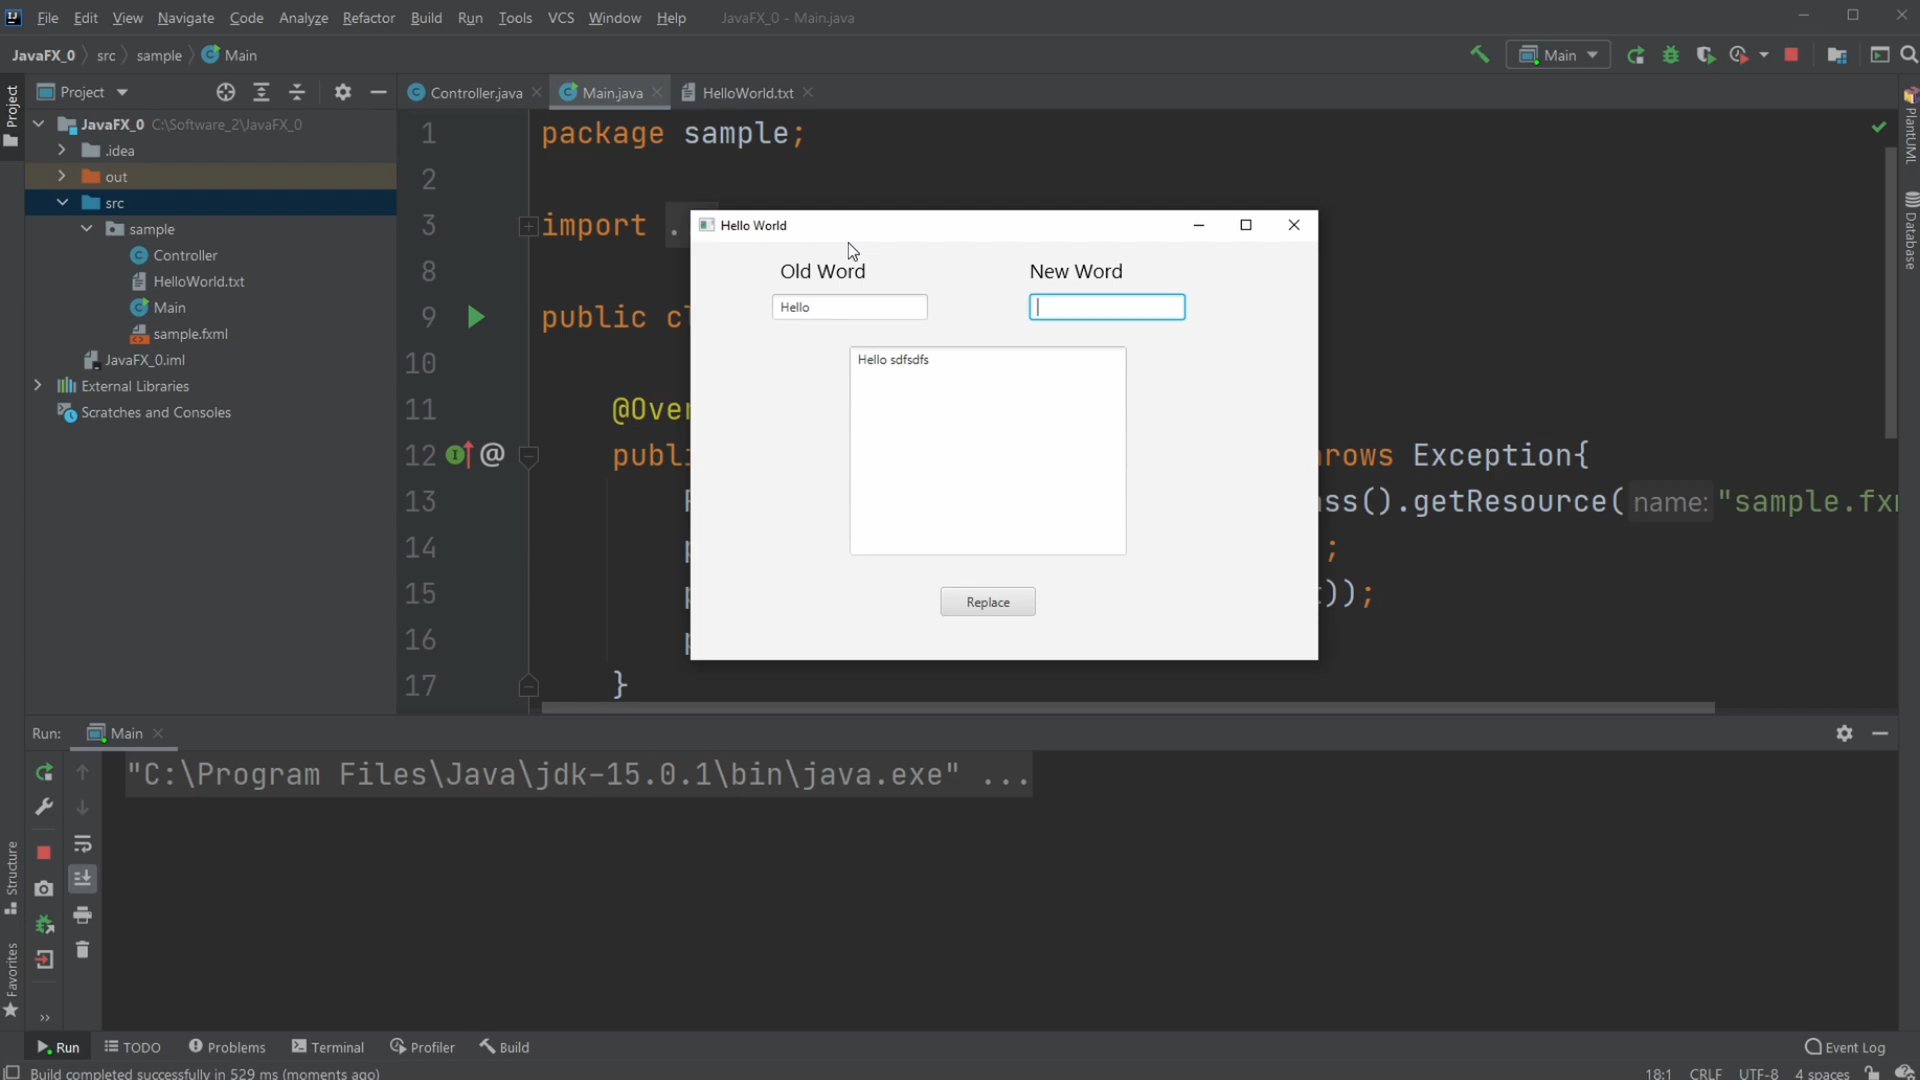 File Edit View Navigate Code Analyze Refactor Build Run Tools VCS Window Help JavaFX_0 - Main.java
JavaFX_0 src sample Main
Main
Project
Project
Controller.java Main.java HelloWorld.txt
JavaFX_0 C:\Software_2\JavaFX_0
.idea
out
src
sample
Controller
HelloWorld.txt
Main
sample.fxml
JavaFX_0.iml
External Libraries
Scratches and Consoles
1 package sample;
2
3 import .
8
9 public cl
10
11 @Over
12 publi rows Exception{
13 ss().getResource( name: "sample.fx
14 ;
15 ));
16
17 }
Hello World
Old Word New Word
Hello
Hello sdfsdfs
Replace
PlantUML
Database
Run: Main
"C:\Program Files\Java\jdk-15.0.1\bin\java.exe" ...
Structure
Favorites
Run TODO Problems Terminal Profiler Build Event Log
Build completed successfully in 529 ms (moments ago) 18:1 CRLF UTF-8 4 spaces